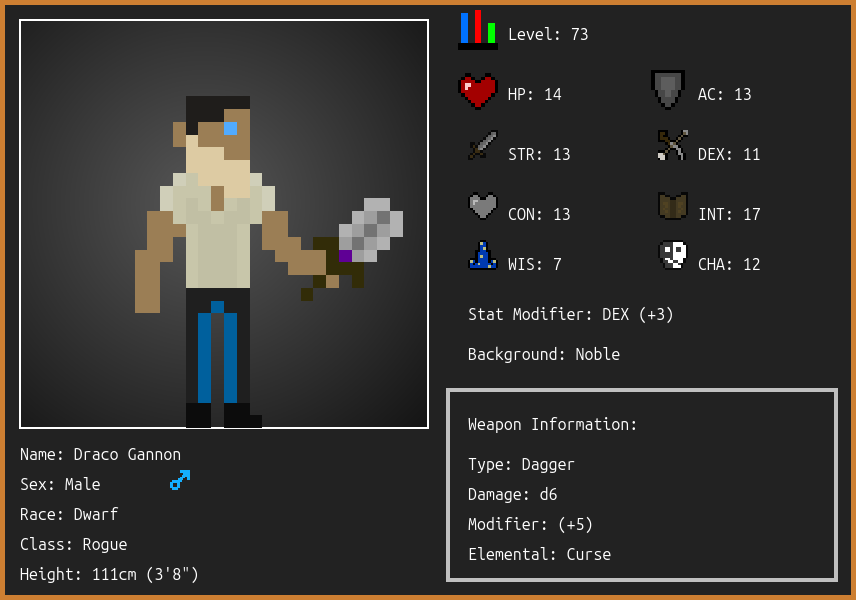 Level: 73
HP: 14
AC: 13
STR: 13
DEX: 11
CON: 13
INT: 17
WIS: 7
CHA: 12
Stat Modifier: DEX (+3)
Background: Noble
Weapon Information:
Type: Dagger
Damage: d6
Modifier: (+5)
Elemental: Curse
Name: Draco Gannon
Sex: Male
Race: Dwarf
Class: Rogue
Height: 111cm (3'8")